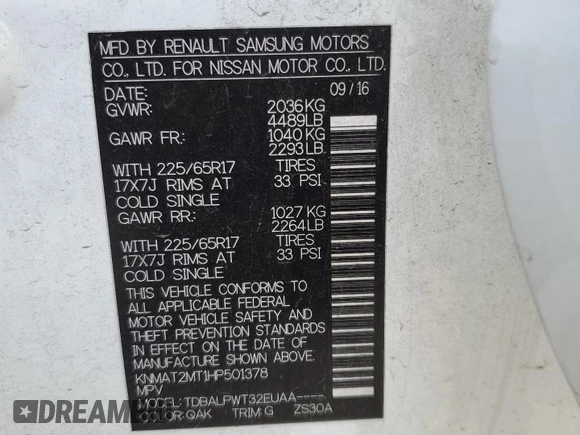 MFD BY RENAULT SAMSUNG MOTORS
CO., LTD. FOR NISSAN MOTOR CO., LTD.
DATE: 09/16
GVWR: 2036KG
4489LB
GAWR FR: 1040KG
2293LB
WITH 225/65R17 TIRES
17X7J RIMS AT 33 PSI
COLD SINGLE
GAWR RR: 1027 KG
2264LB
WITH 225/65R17 TIRES
17X7J RIMS AT 33 PSI
COLD SINGLE
THIS VEHICLE CONFORMS TO
ALL APPLICABLE FEDERAL
MOTOR VEHICLE SAFETY AND
THEFT PREVENTION STANDARDS
IN EFFECT ON THE DATE OF
MANUFACTURE SHOWN ABOVE.
KNMAT2MT1HP501378
MPV
MODEL:TDBALPWT32EUAA----
COLOR:QAK TRIM:G ZS30A
CarFast.Express